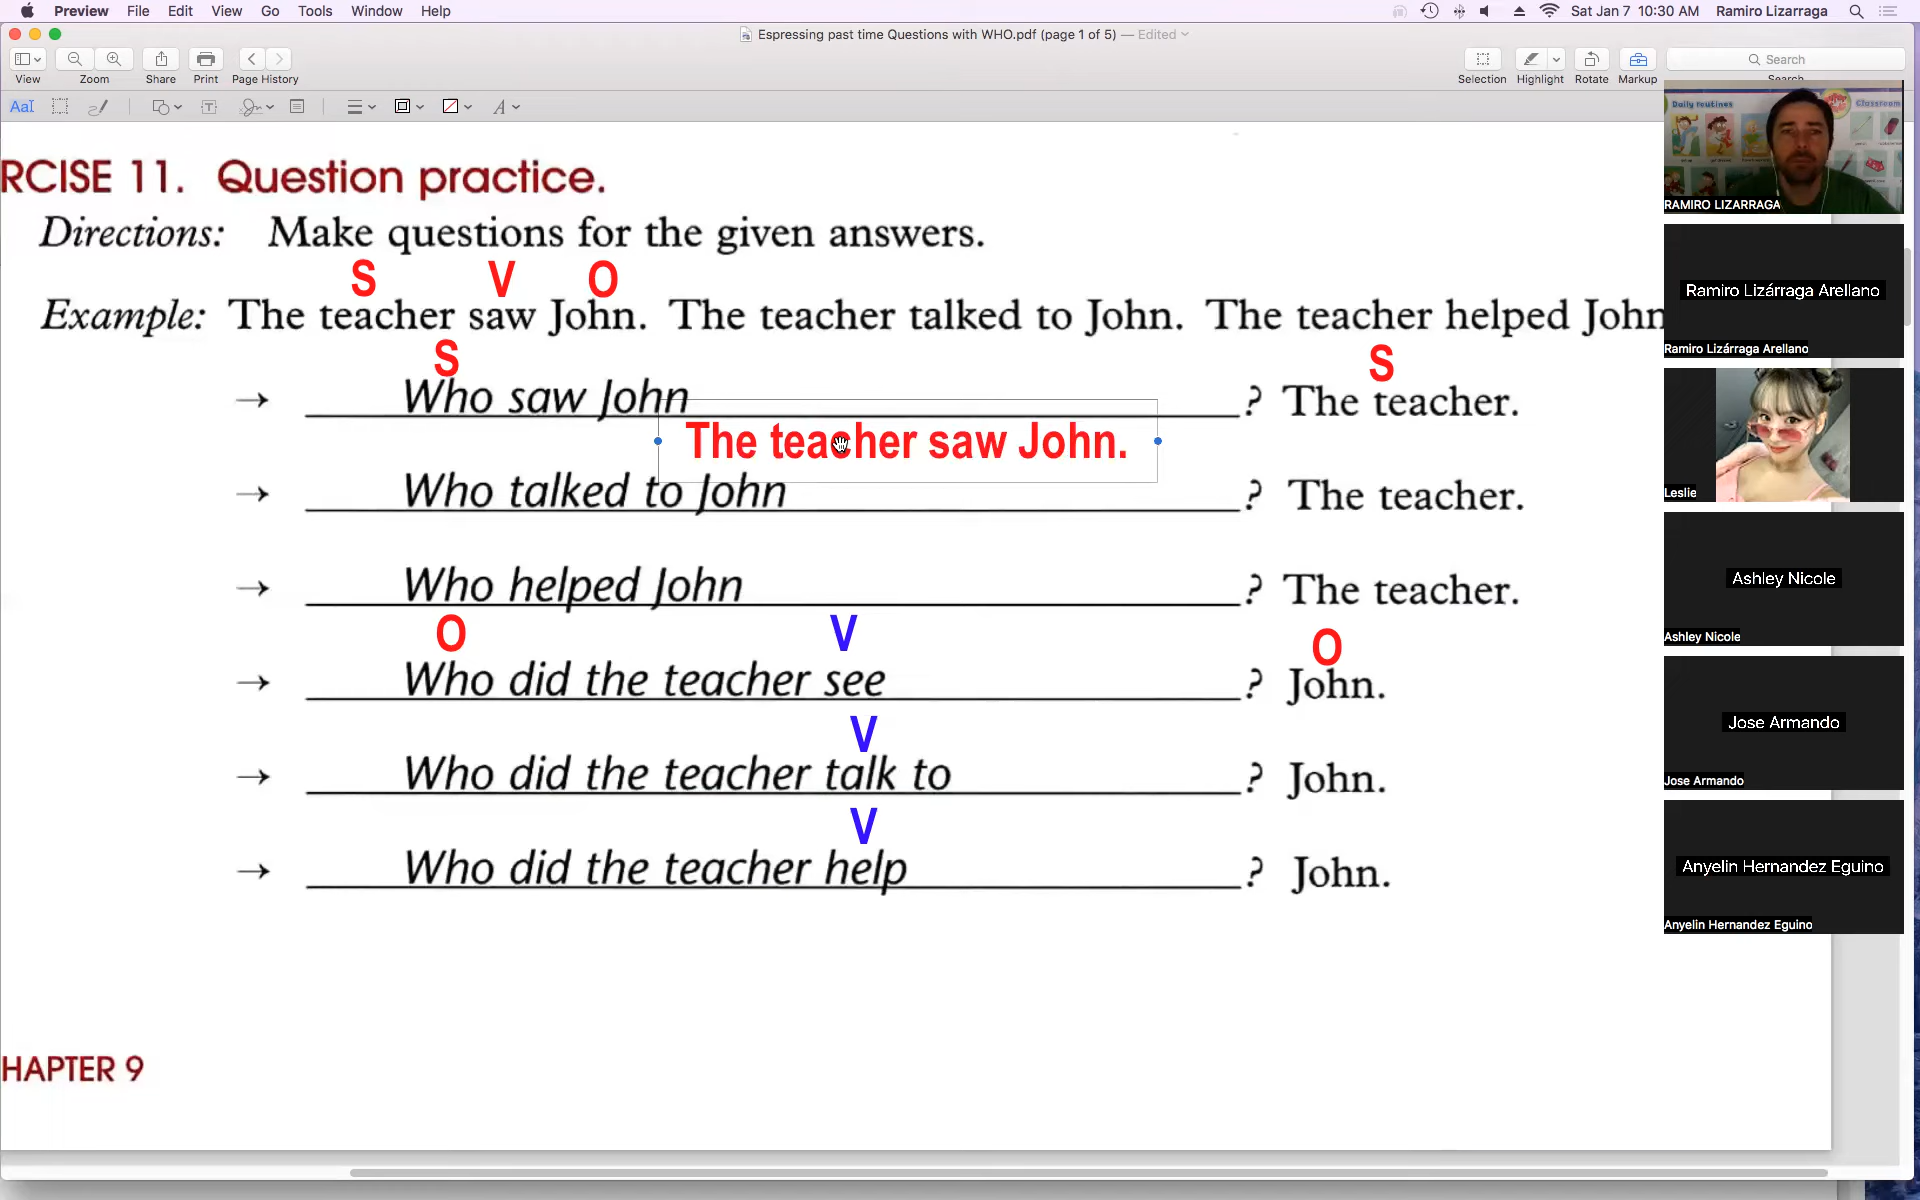 Preview File Edit View Go Tools Window Help
Sat Jan 7 10:30 AM Ramiro Lizarraga
Espressing past time Questions with WHO.pdf (page 1 of 5) — Edited
View Zoom Share Print Page History
Selection Highlight Rotate Markup Search
Search
AaI
RCISE 11. Question practice.
Directions: Make questions for the given answers.
S V O
Example: The teacher saw John. The teacher talked to John. The teacher helped John
S S
→ Who saw John ? The teacher.
The teacher saw John.
→ Who talked to John ? The teacher.
→ Who helped John ? The teacher.
O V O
→ Who did the teacher see ? John.
V
→ Who did the teacher talk to ? John.
V
→ Who did the teacher help ? John.
HAPTER 9
Daily routines
RAMIRO LIZARRAGA
Ramiro Lizárraga Arellano
Ramiro Lizárraga Arellano
Leslie
Ashley Nicole
Ashley Nicole
Jose Armando
Jose Armando
Anyelin Hernandez Eguino
Anyelin Hernandez Eguino